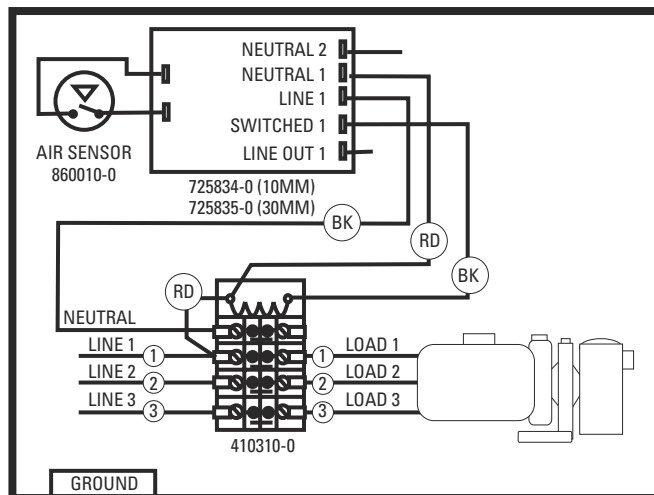 NEUTRAL 2
NEUTRAL 1
LINE 1
SWITCHED 1
LINE OUT 1
AIR SENSOR
860010-0
725834-0 (10MM)
725835-0 (30MM)
BK
RD
BK
RD
NEUTRAL
LINE 1 1 1 LOAD 1
LINE 2 2 2 LOAD 2
LINE 3 3 3 LOAD 3
410310-0
GROUND